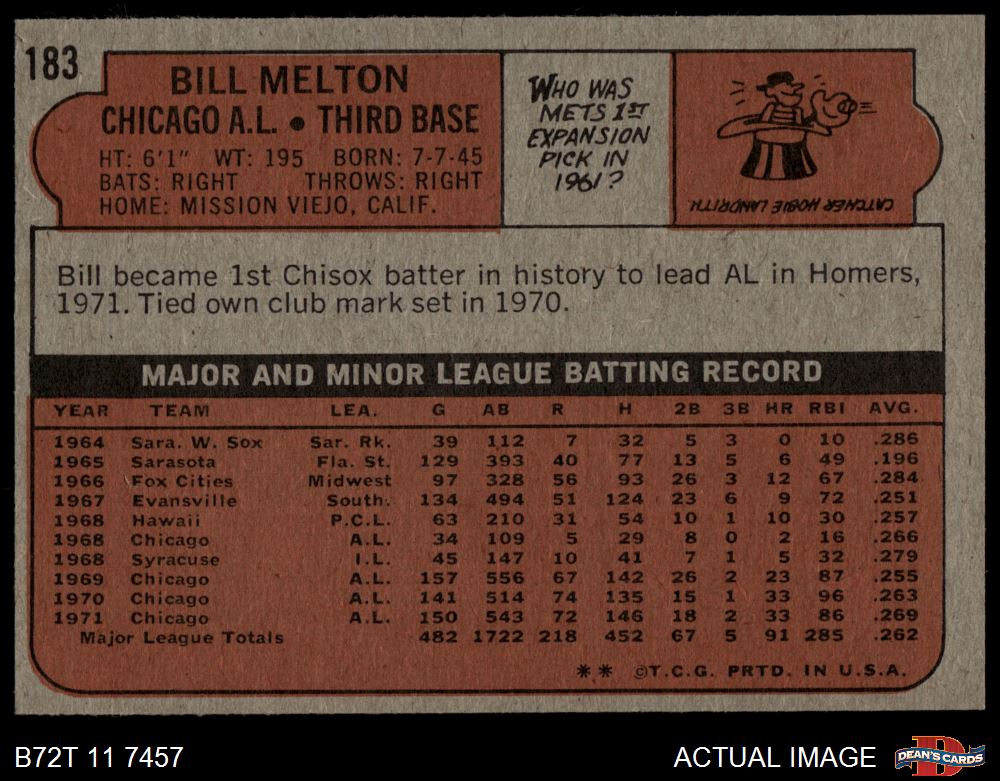 183
BILL MELTON
CHICAGO A.L. • THIRD BASE
HT: 6'1" WT: 195 BORN: 7-7-45
BATS: RIGHT THROWS: RIGHT
HOME: MISSION VIEJO, CALIF.
WHO WAS
METS 1ST
EXPANSION
PICK IN
1961?
CATCHER HOBIE LANDRITH
Bill became 1st Chisox batter in history to lead AL in Homers,
1971. Tied own club mark set in 1970.
MAJOR AND MINOR LEAGUE BATTING RECORD
YEAR TEAM LEA. G AB R H 2B 3B HR RBI AVG.
1964 Sara. W. Sox Sar. Rk. 39 112 7 32 5 3 0 10 .286
1965 Sarasota Fla. St. 129 393 40 77 13 5 6 49 .196
1966 Fox Cities Midwest 97 328 56 93 26 3 12 67 .284
1967 Evansville South. 134 494 51 124 23 6 9 72 .251
1968 Hawaii P.C.L. 63 210 31 54 10 1 10 30 .257
1968 Chicago A.L. 34 109 5 29 8 0 2 16 .266
1968 Syracuse I.L. 45 147 10 41 7 1 5 32 .279
1969 Chicago A.L. 157 556 67 142 26 2 23 87 .255
1970 Chicago A.L. 141 514 74 135 15 1 33 96 .263
1971 Chicago A.L. 150 543 72 146 18 2 33 86 .269
Major League Totals 482 1722 218 452 67 5 91 285 .262
** ©T.C.G. PRTD. IN U.S.A.
B72T 11 7457
ACTUAL IMAGE
DEAN'S CARDS